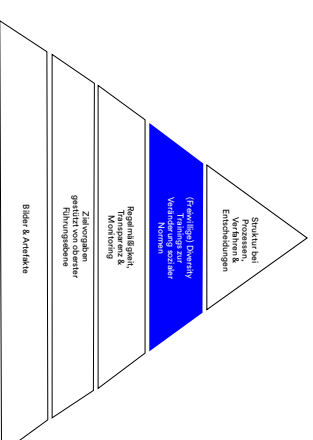 Struktur bei
Prozessen,
Verfahren &
Entscheidungen
(Freiwillige) Diversity
Trainings zur
Veränderung sozialer
Normen
Regelmäßigkeit,
Transparenz &
Monitoring
Zielvorgaben
gestützt von oberster
Führungsebene
Bilder & Artefakte